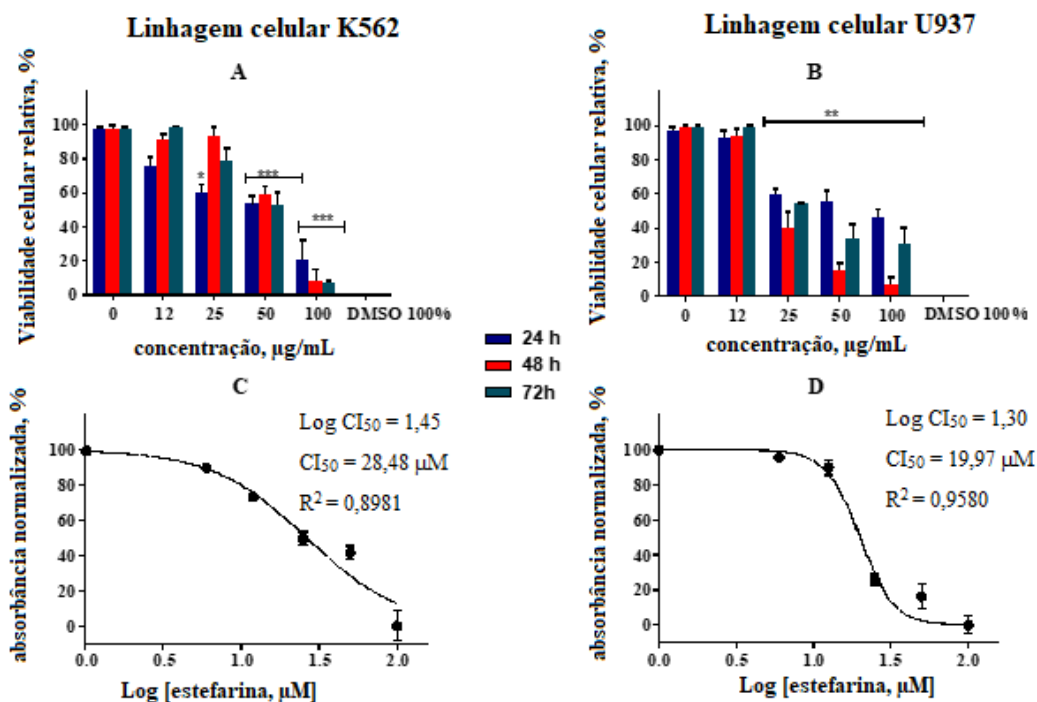 Linhagem celular K562
Linhagem celular U937
A
Viabilidade celular relativa, %
100
80
60
40
20
0
*
***
***
0 12 25 50 100 DMSO 100%
concentração, µg/mL
B
Viabilidade celular relativa, %
100
80
60
40
20
0
**
0 12 25 50 100 DMSO 100%
concentração, µg/mL
24 h
48 h
72h
C
absorbância normalizada, %
100
80
60
40
20
0
Log CI50 = 1,45
CI50 = 28,48 µM
R2 = 0,8981
0.0 0.5 1.0 1.5 2.0
Log [estefarina, µM]
D
absorbância normalizada, %
100
80
60
40
20
0
Log CI50 = 1,30
CI50 = 19,97 µM
R2 = 0,9580
0.0 0.5 1.0 1.5 2.0
Log [estefarina, µM]